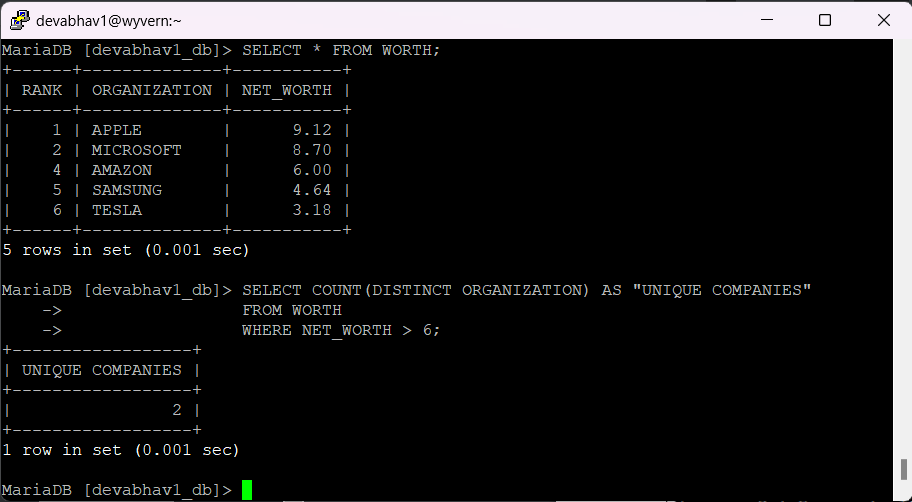 devabhav1@wyvern:~
MariaDB [devabhav1_db]> SELECT * FROM WORTH;
+------+--------------+-----------+
| RANK | ORGANIZATION | NET_WORTH |
+------+--------------+-----------+
|    1 | APPLE        |      9.12 |
|    2 | MICROSOFT    |      8.70 |
|    4 | AMAZON       |      6.00 |
|    5 | SAMSUNG      |      4.64 |
|    6 | TESLA        |      3.18 |
+------+--------------+-----------+
5 rows in set (0.001 sec)
MariaDB [devabhav1_db]> SELECT COUNT(DISTINCT ORGANIZATION) AS "UNIQUE COMPANIES"
    ->                  FROM WORTH
    ->                  WHERE NET_WORTH > 6;
+------------------+
| UNIQUE COMPANIES |
+------------------+
|                2 |
+------------------+
1 row in set (0.001 sec)
MariaDB [devabhav1_db]>